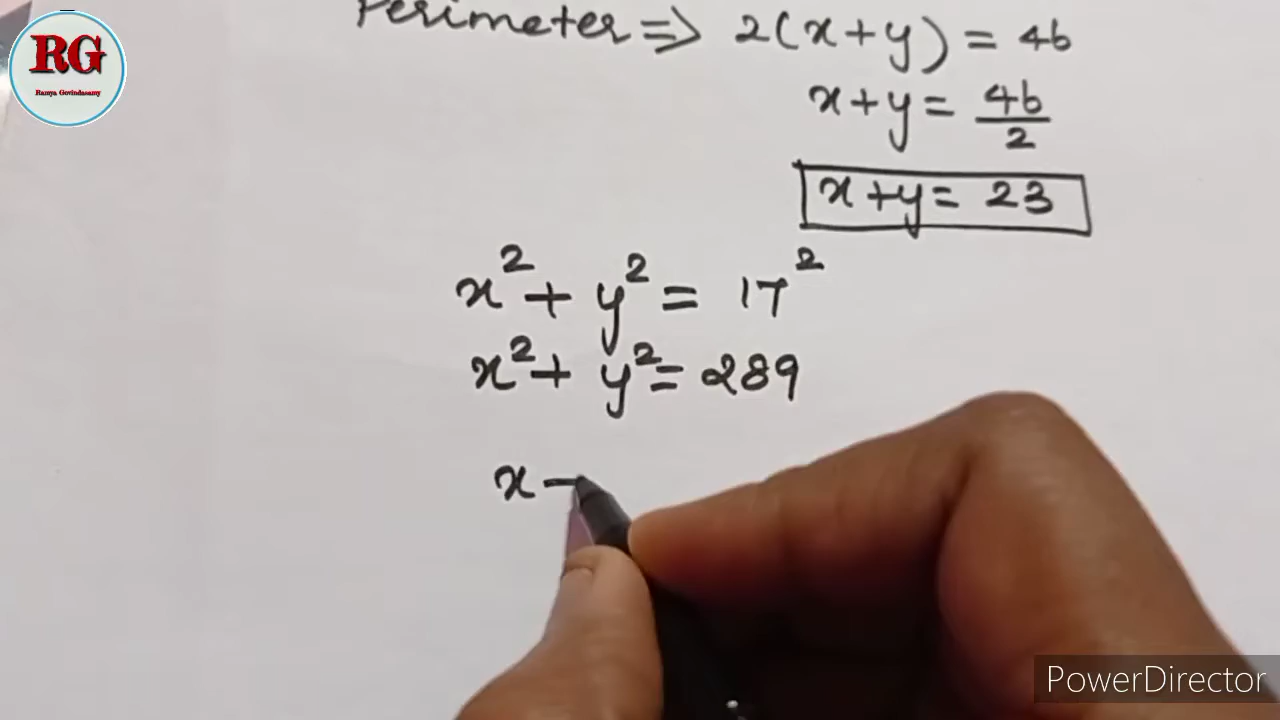 RG
Ramya Govindasamy
Perimeter ⇒ 2(x+y) = 46
x+y = 46/2
x+y = 23
x² + y² = 17²
x² + y² = 289
x -
PowerDirector